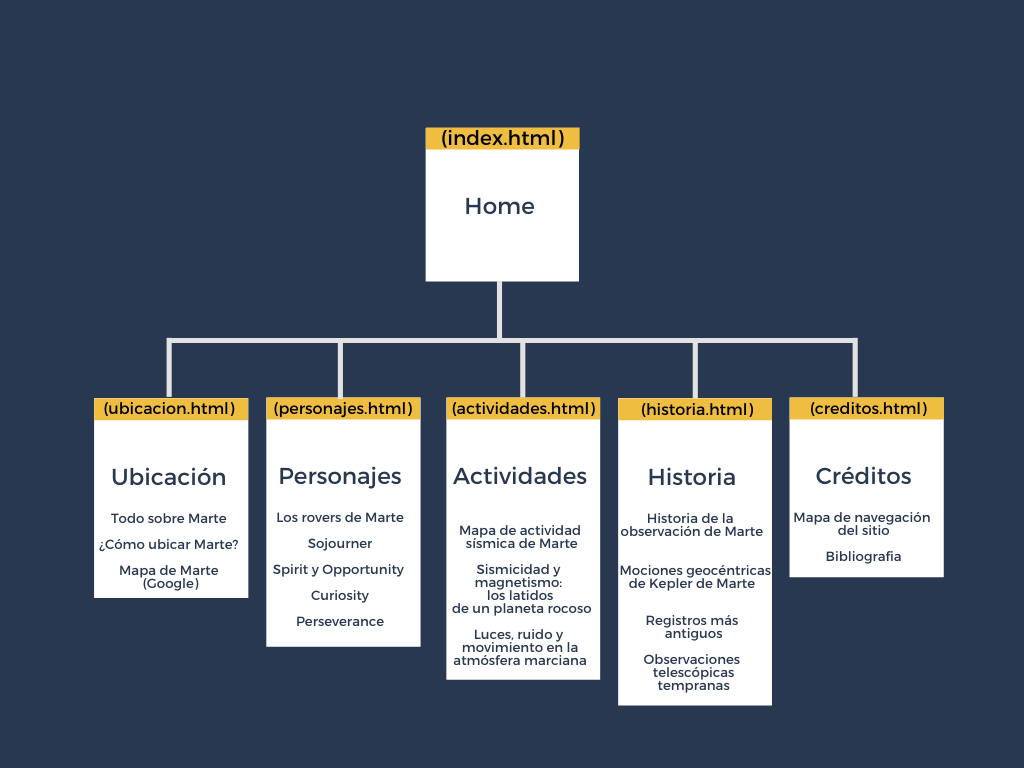 (index.html)
Home
(ubicacion.html)
Ubicación
Todo sobre Marte
¿Cómo ubicar Marte?
Mapa de Marte
(Google)
(personajes.html)
Personajes
Los rovers de Marte
Sojourner
Spirit y Opportunity
Curiosity
Perseverance
(actividades.html)
Actividades
Mapa de actividad
sísmica de Marte
Sismicidad y
magnetismo:
los latidos
de un planeta rocoso
Luces, ruido y
movimiento en la
atmósfera marciana
(historia.html)
Historia
Historia de la
observación de Marte
Mociones geocéntricas
de Kepler de Marte
Registros más
antiguos
Observaciones
telescópicas
tempranas
(creditos.html)
Créditos
Mapa de navegación
del sitio
Bibliografia